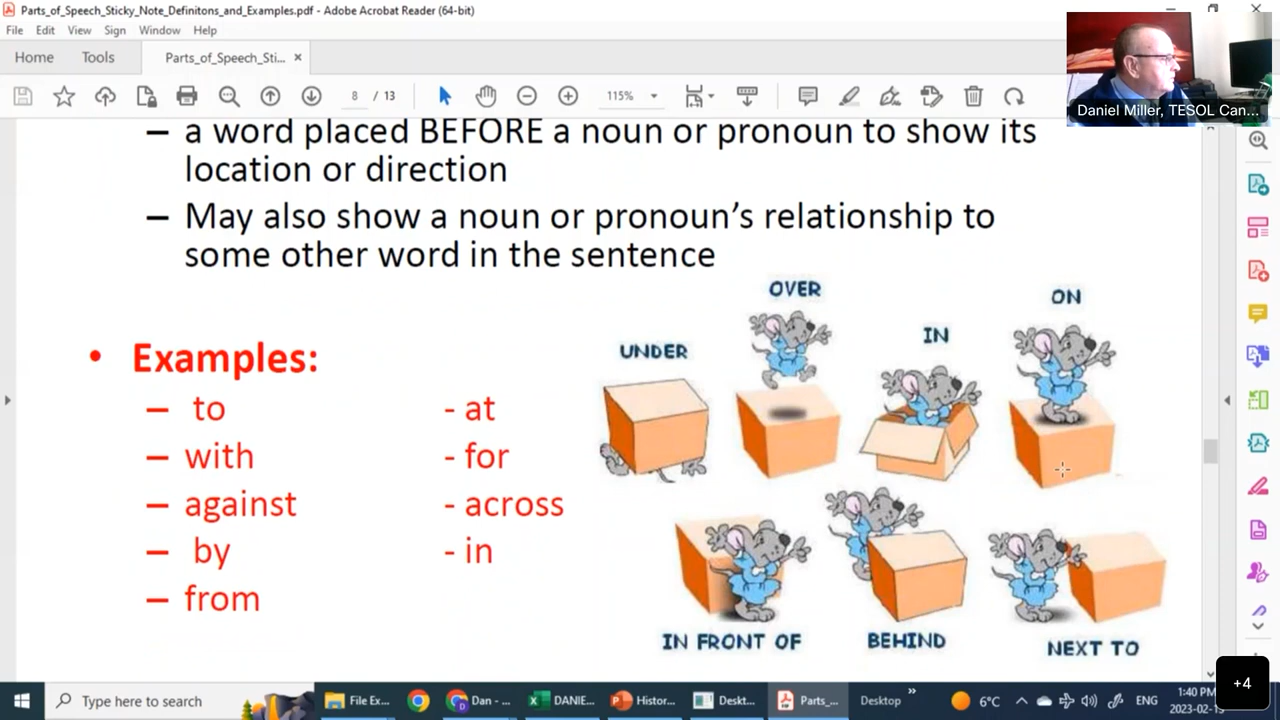 Parts_of_Speech_Sticky_Note_Definitons_and_Examples.pdf - Adobe Acrobat Reader (64-bit)
File Edit View Sign Window Help
Home Tools Parts_of_Speech_Sti... ×
8 / 13 115%
Daniel Miller, TESOL Can...
– a word placed BEFORE a noun or pronoun to show its
location or direction
– May also show a noun or pronoun's relationship to
some other word in the sentence
• Examples:
– to - at
– with - for
– against - across
– by - in
– from
OVER
ON
IN
UNDER
IN FRONT OF
BEHIND
NEXT TO
Type here to search File Ex... Dan - ... DANIE... Histor... Deskt... Parts_... Desktop » 6°C ENG 1:40 PM
+4